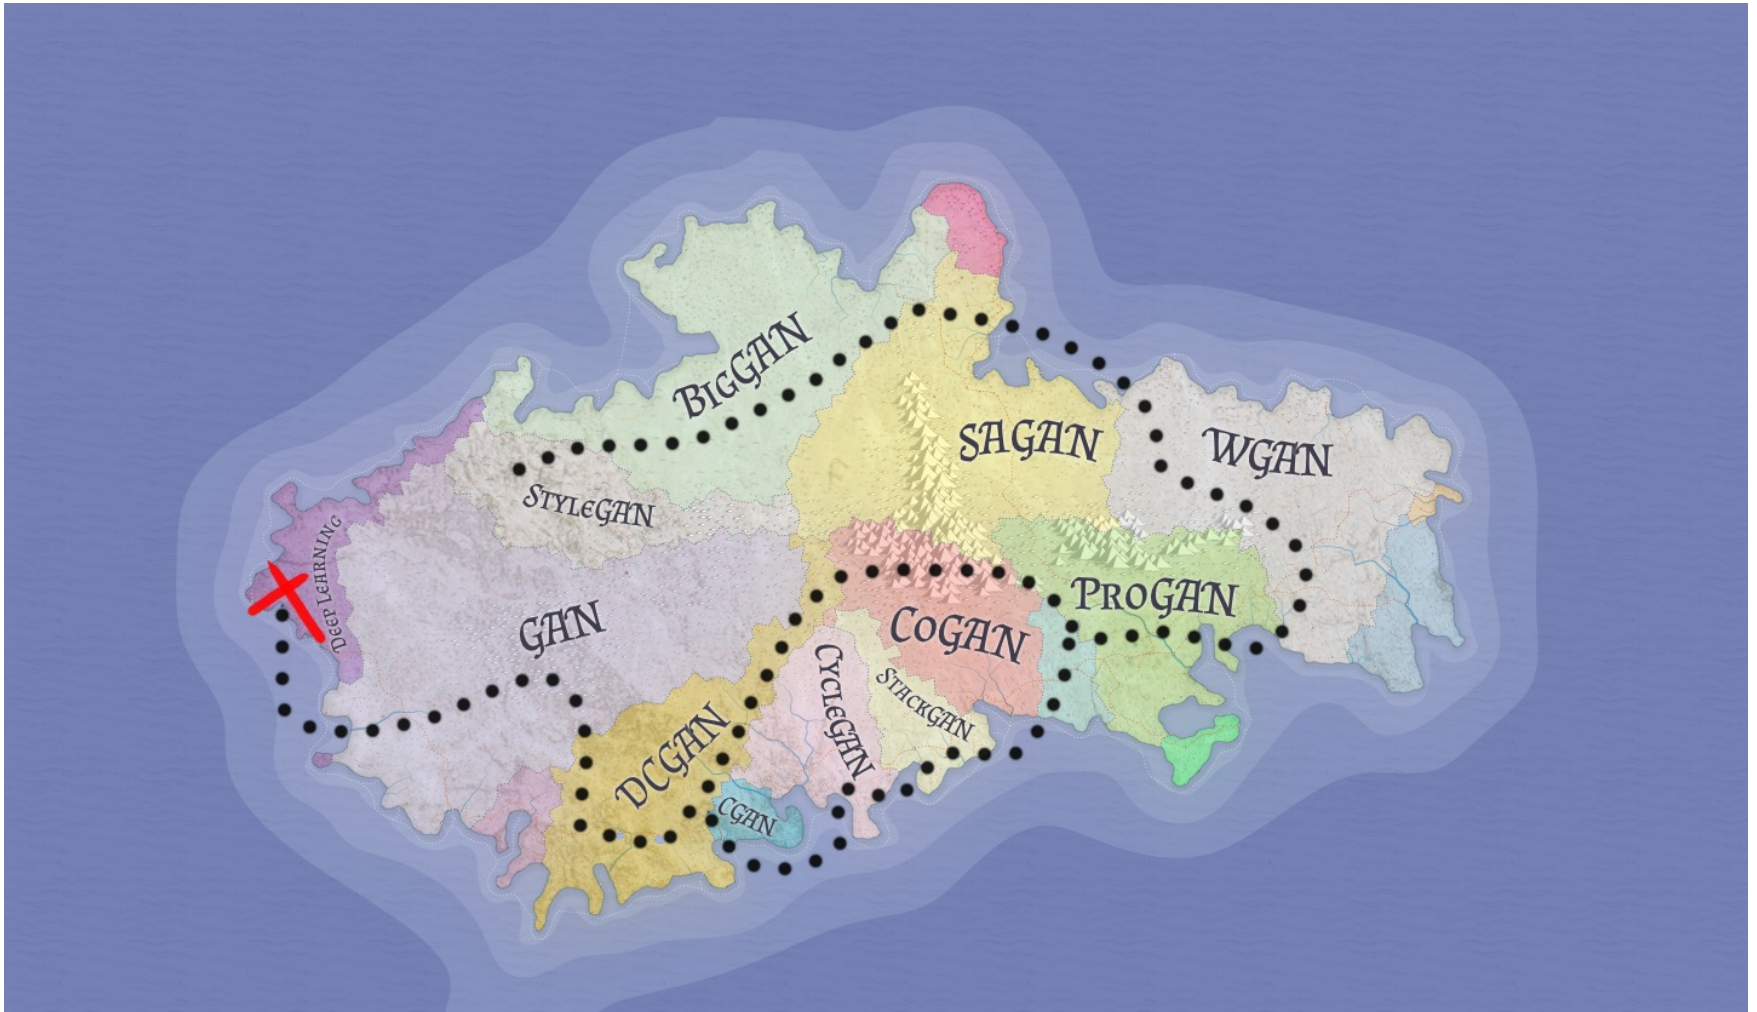 BIGGAN
SAGAN
WGAN
STYLEGAN
DEEP LEARNING
GAN
COGAN
PROGAN
CYCLEGAN
STACKGAN
DCGAN
CGAN